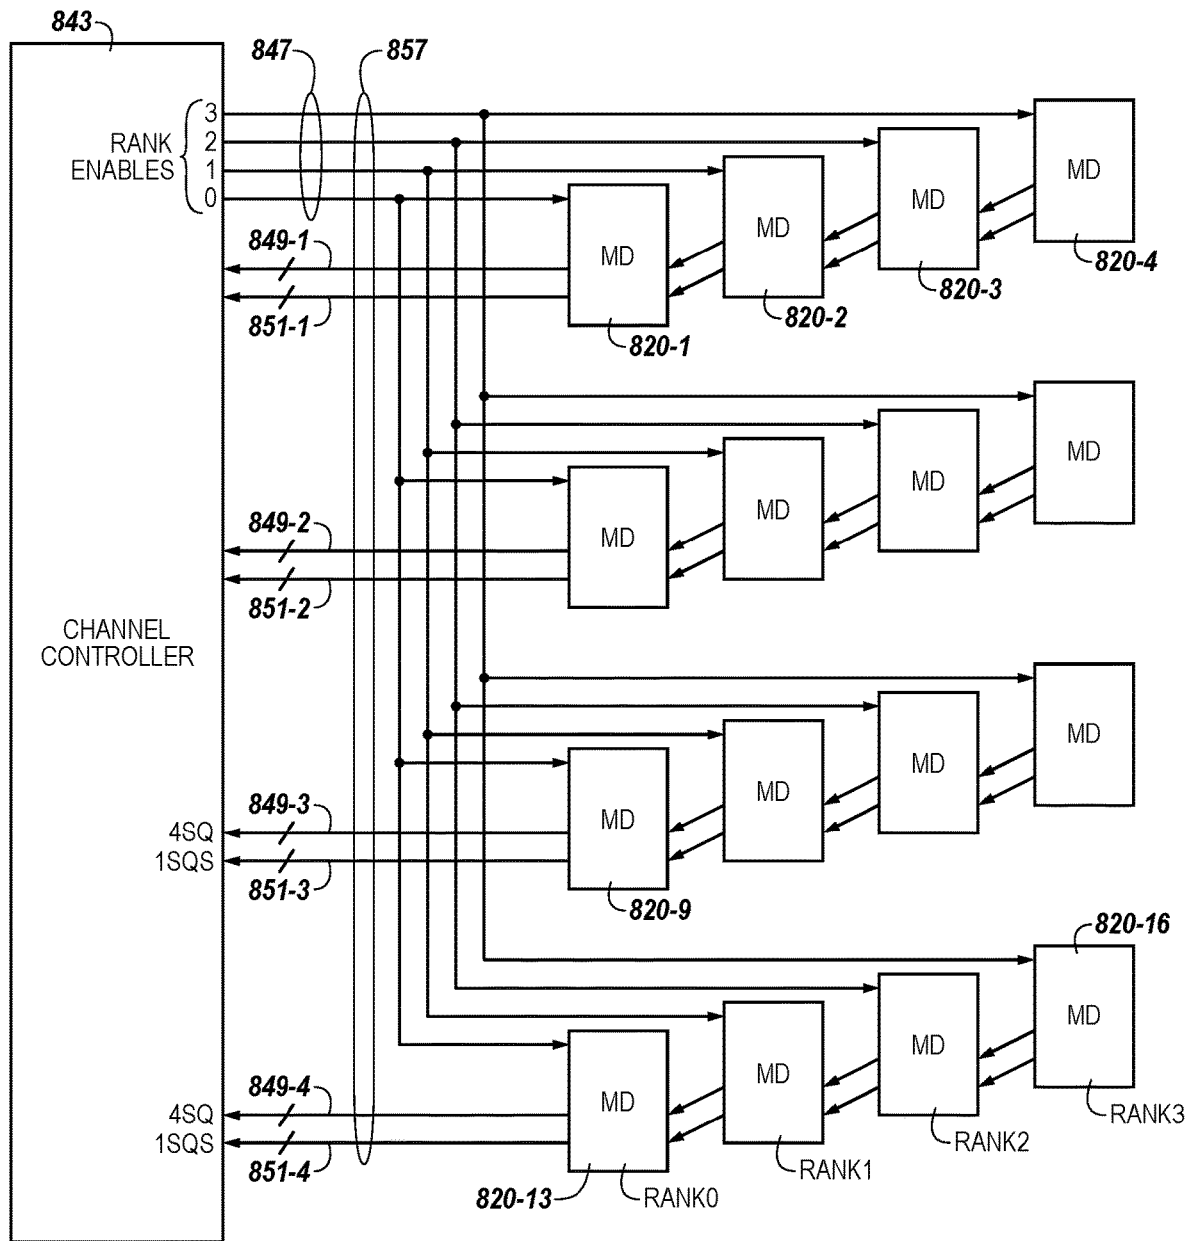 843
847
857
RANK
ENABLES
3
2
1
0
MD
MD
MD
MD
849-1
851-1
820-4
820-3
820-2
820-1
MD
MD
MD
MD
849-2
851-2
CHANNEL
CONTROLLER
MD
MD
MD
MD
849-3
4SQ
1SQS
851-3
820-9
820-16
MD
MD
MD
MD
849-4
4SQ
1SQS
851-4
RANK3
RANK2
RANK1
820-13
RANK0